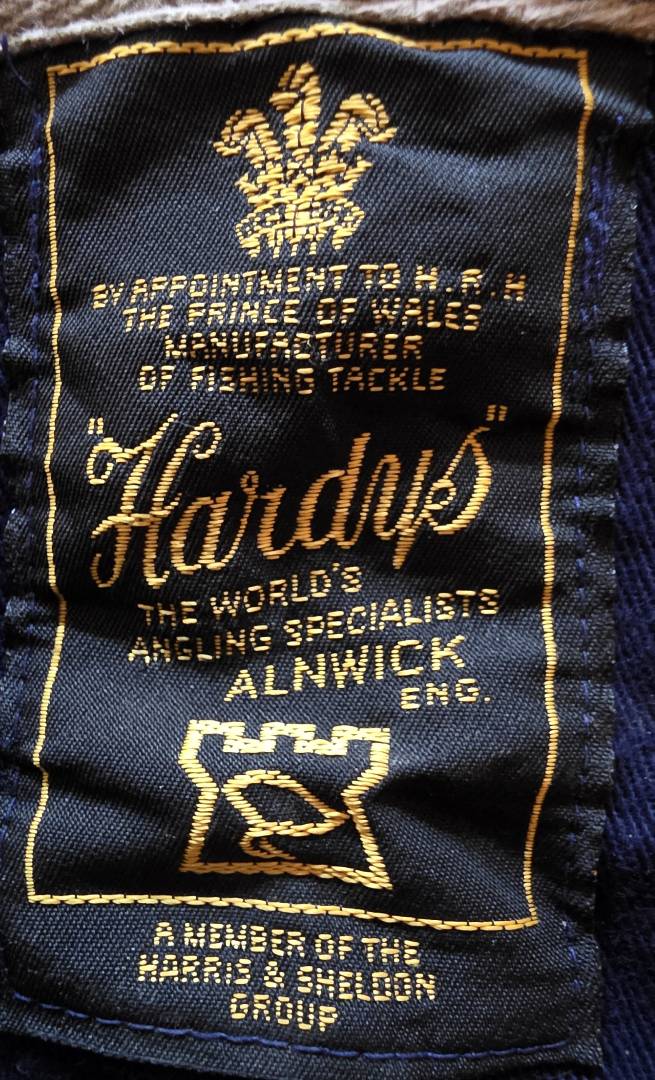 BY APPOINTMENT TO H.R.H
THE PRINCE OF WALES
MANUFACTURER
OF FISHING TACKLE
"Hardys"
THE WORLD'S
ANGLING SPECIALISTS
ALNWICK
ENG.
A MEMBER OF THE
HARRIS & SHELDON
GROUP